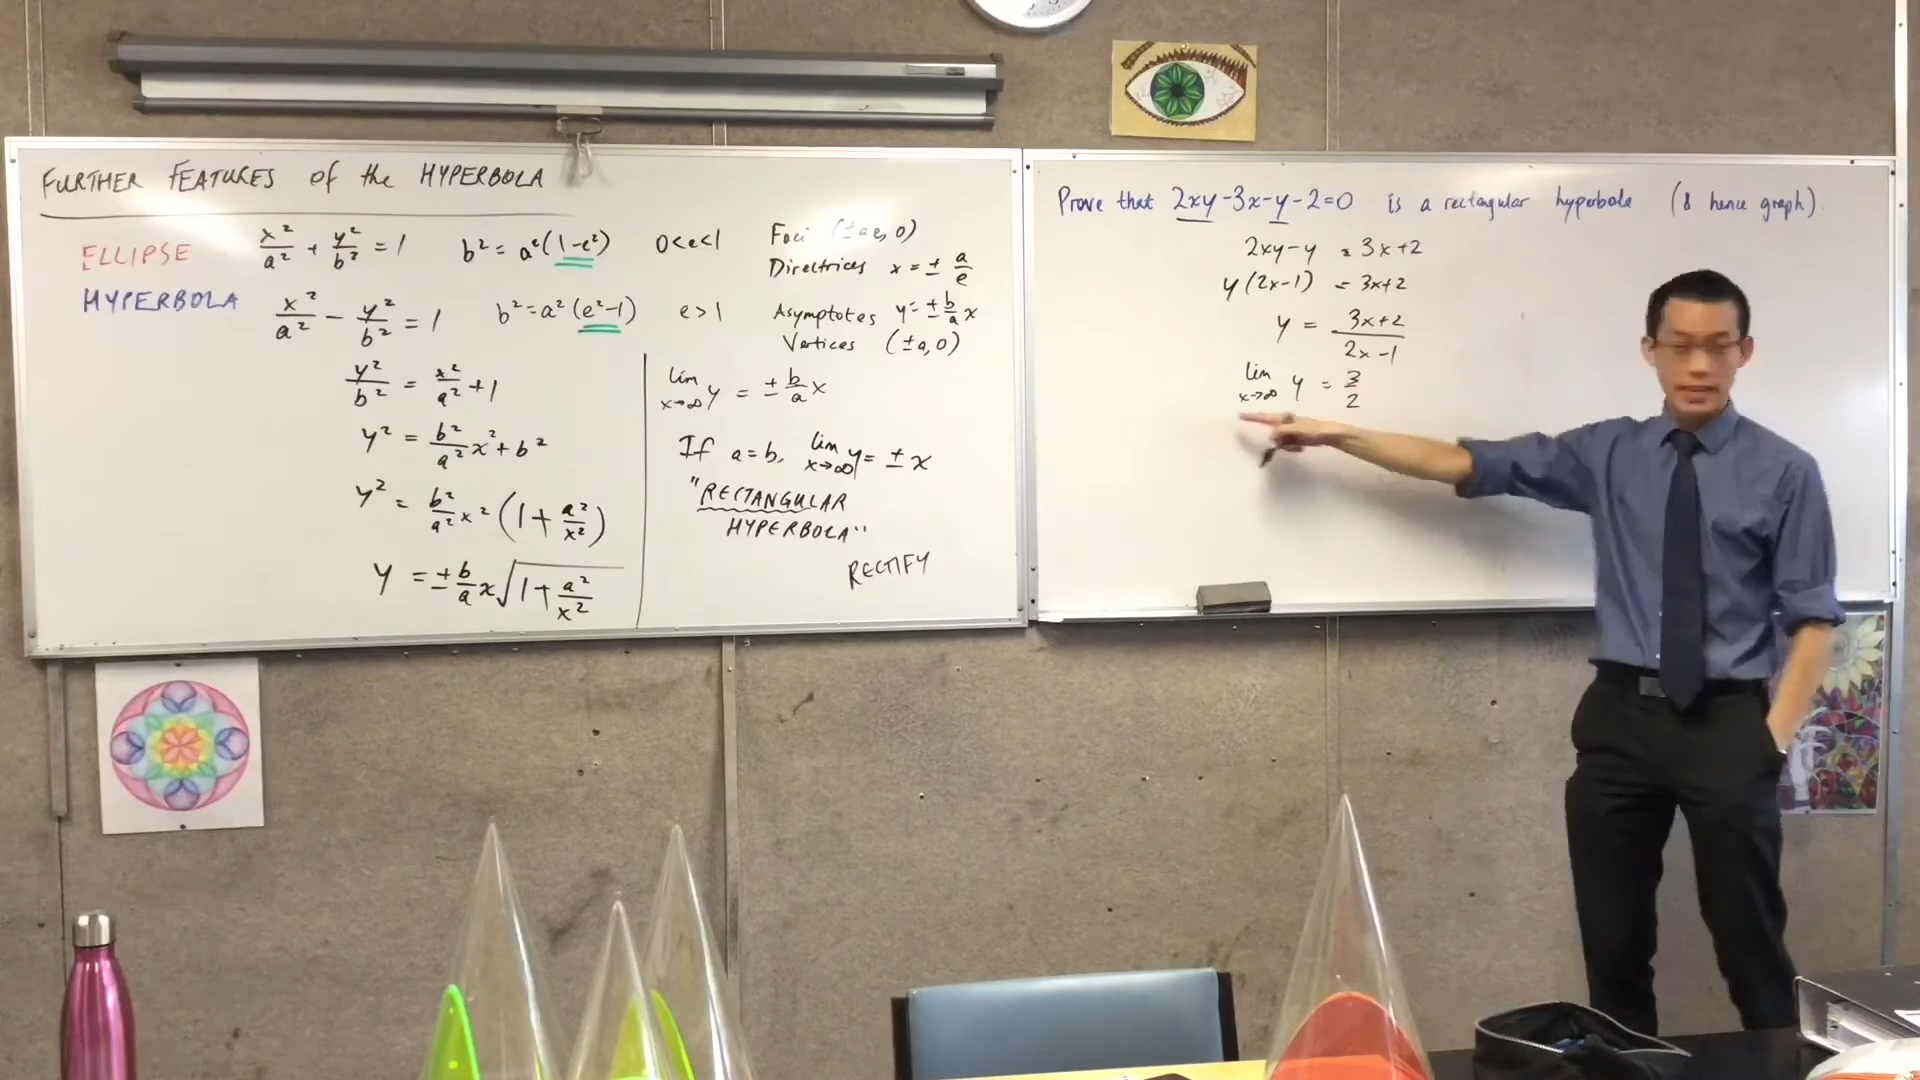 FURTHER FEATURES of the HYPERBOLA
ELLIPSE x²/a² + y²/b² = 1 b² = a²(1-e²) 0<e<1
HYPERBOLA x²/a² - y²/b² = 1 b² = a²(e²-1) e>1
Foci (±ae, 0)
Directrices x = ± a/e
Asymptotes y = ± b/a x
Vertices (±a, 0)
y²/b² = x²/a² + 1
y² = b²/a² x² + b²
y² = b²/a² x² (1 + a²/x²)
y = ± b/a x √(1 + a²/x²)
lim x→∞ y = ± b/a x
If a=b, lim x→∞ y = ± x
"RECTANGULAR
HYPERBOLA"
RECTIFY
Prove that 2xy-3x-y-2=0 is a rectangular hyperbola (& hence graph).
2xy-y = 3x+2
y(2x-1) = 3x+2
y = (3x+2)/(2x-1)
lim x→∞ y = 3/2